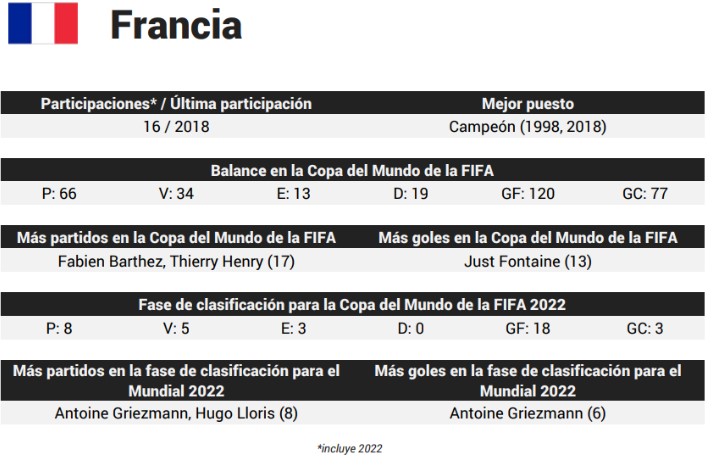 Francia
Participaciones* / Última participación Mejor puesto
16 / 2018 Campeón (1998, 2018)
Balance en la Copa del Mundo de la FIFA
P: 66 V: 34 E: 13 D: 19 GF: 120 GC: 77
Más partidos en la Copa del Mundo de la FIFA Más goles en la Copa del Mundo de la FIFA
Fabien Barthez, Thierry Henry (17) Just Fontaine (13)
Fase de clasificación para la Copa del Mundo de la FIFA 2022
P: 8 V: 5 E: 3 D: 0 GF: 18 GC: 3
Más partidos en la fase de clasificación para el Más goles en la fase de clasificación para el
Mundial 2022 Mundial 2022
Antoine Griezmann, Hugo Lloris (8) Antoine Griezmann (6)
*incluye 2022